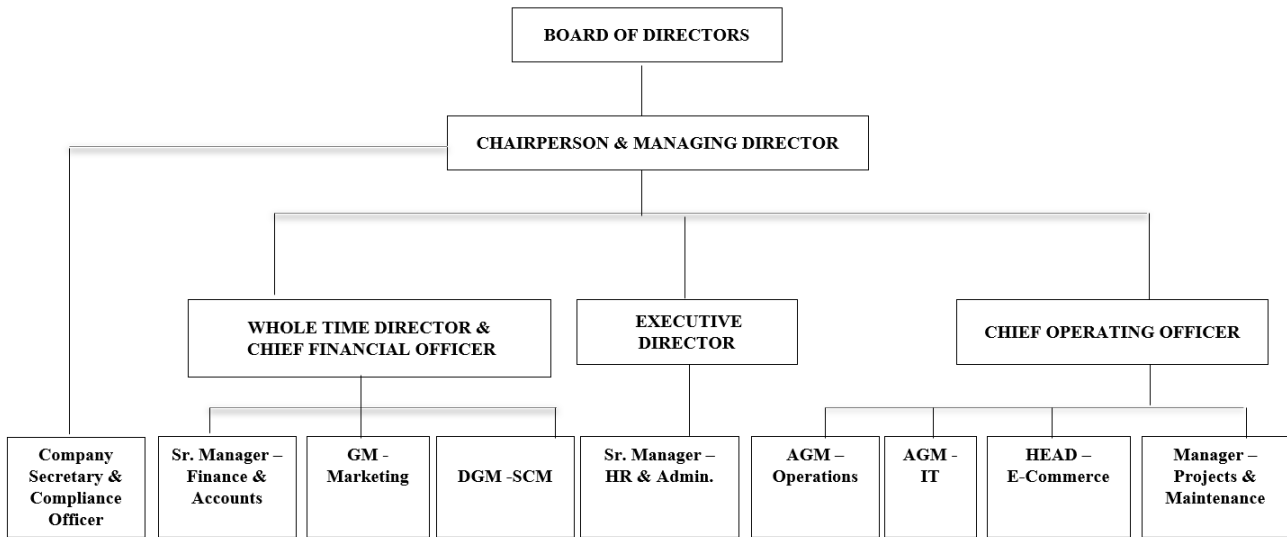 BOARD OF DIRECTORS
CHAIRPERSON & MANAGING DIRECTOR
WHOLE TIME DIRECTOR &
CHIEF FINANCIAL OFFICER
EXECUTIVE
DIRECTOR
CHIEF OPERATING OFFICER
Company
Secretary &
Compliance
Officer
Sr. Manager –
Finance &
Accounts
GM -
Marketing
DGM -SCM
Sr. Manager –
HR & Admin.
AGM –
Operations
AGM -
IT
HEAD –
E-Commerce
Manager –
Projects &
Maintenance